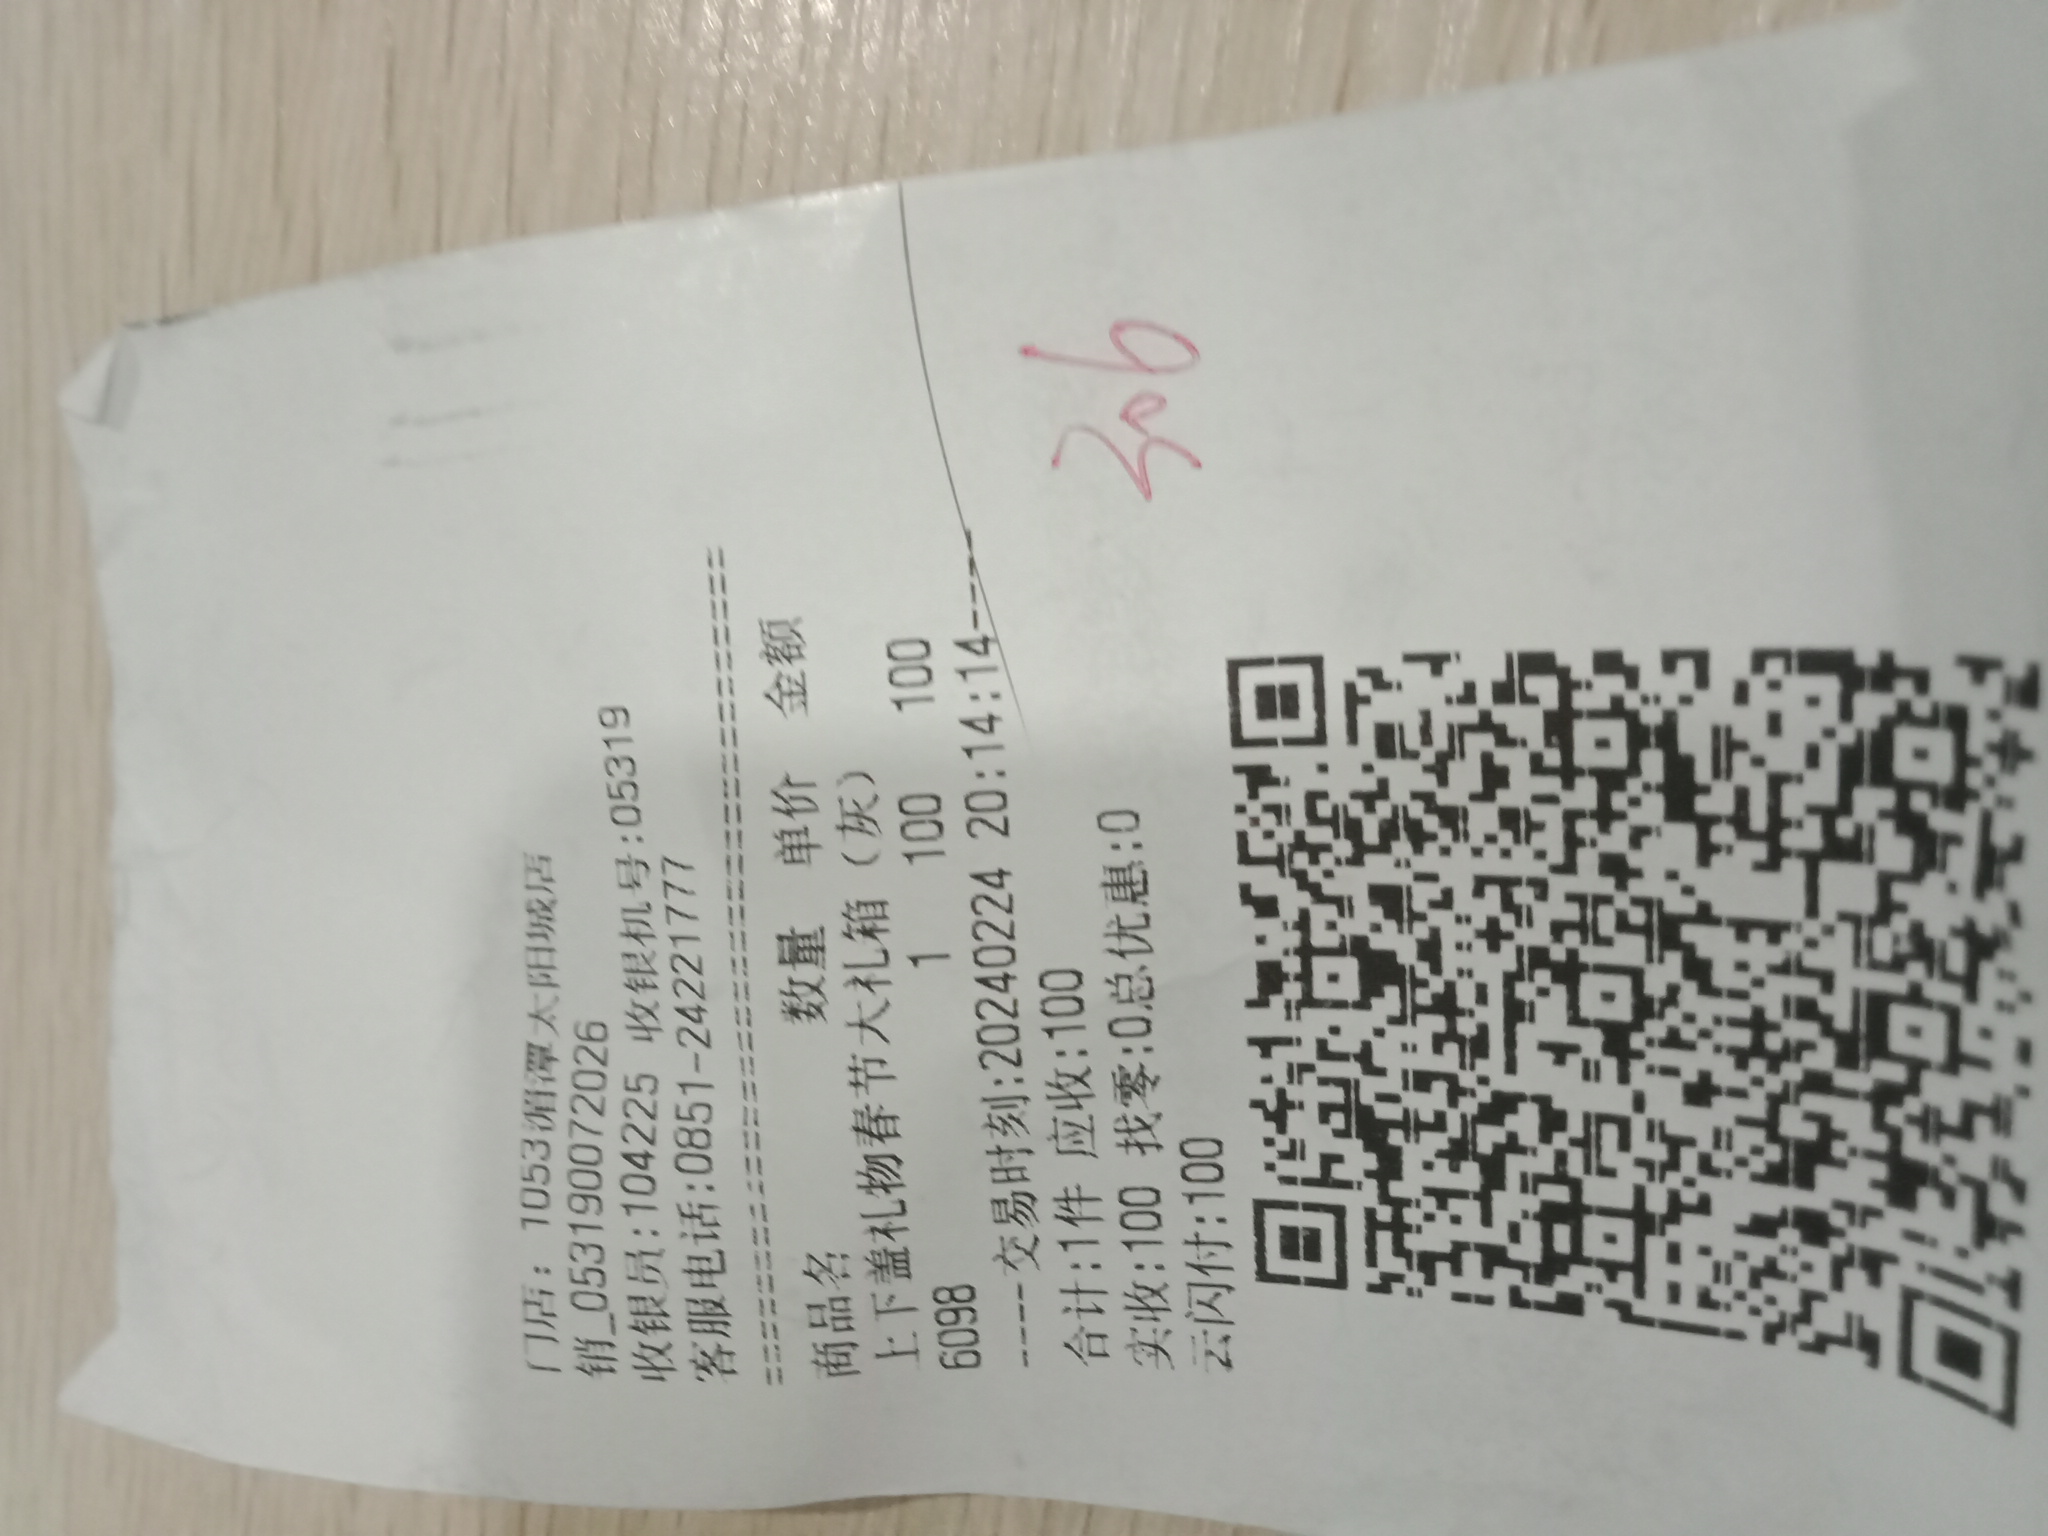 门店: 1053湄潭太阳城店
销_053190072026
收银员:104225 收银机号:05319
客服电话:0851-24221777
================================
商品名 数量 单价 金额
上下盖礼物春节大礼箱（灰）
6098 1 100 100
-----交易时刻:20240224 20:14:14-----
合计:1件 应收:100
实收:100 找零:0总优惠:0
云闪付:100
306